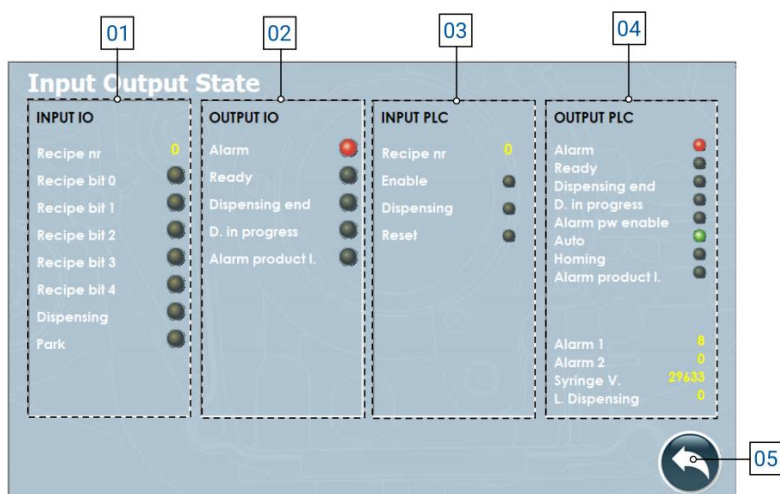 01
02
03
04
Input Output State
INPUT IO
Recipe nr 0
Recipe bit 0
Recipe bit 1
Recipe bit 2
Recipe bit 3
Recipe bit 4
Dispensing
Park
OUTPUT IO
Alarm
Ready
Dispensing end
D. in progress
Alarm product l.
INPUT PLC
Recipe nr 0
Enable
Dispensing
Reset
OUTPUT PLC
Alarm
Ready
Dispensing end
D. in progress
Alarm pw enable
Auto
Homing
Alarm product l.
Alarm 1 8
Alarm 2 0
Syringe V. 29633
L. Dispensing 0
05